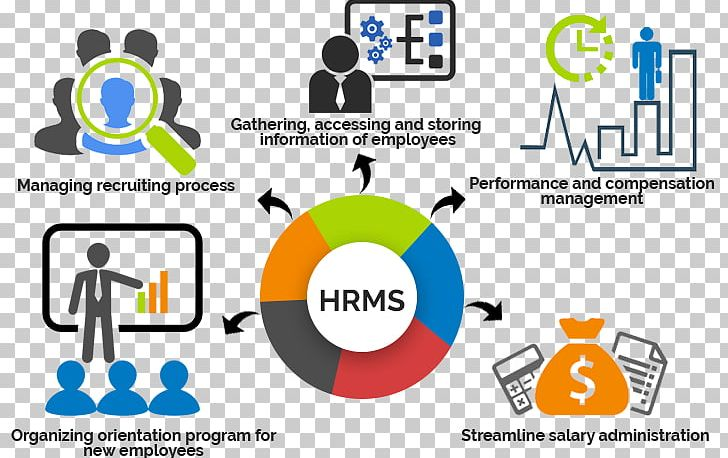 Gathering, accessing and storing
information of employees
Managing recruiting process
Performance and compensation
management
HRMS
$
Organizing orientation program for
new employees
Streamline salary administration